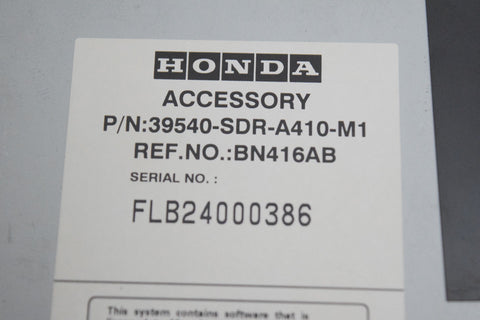 HONDA
ACCESSORY
P/N:39540-SDR-A410-M1
REF.NO.:BN416AB
SERIAL NO. :
FLB24000386
This system contains software that is